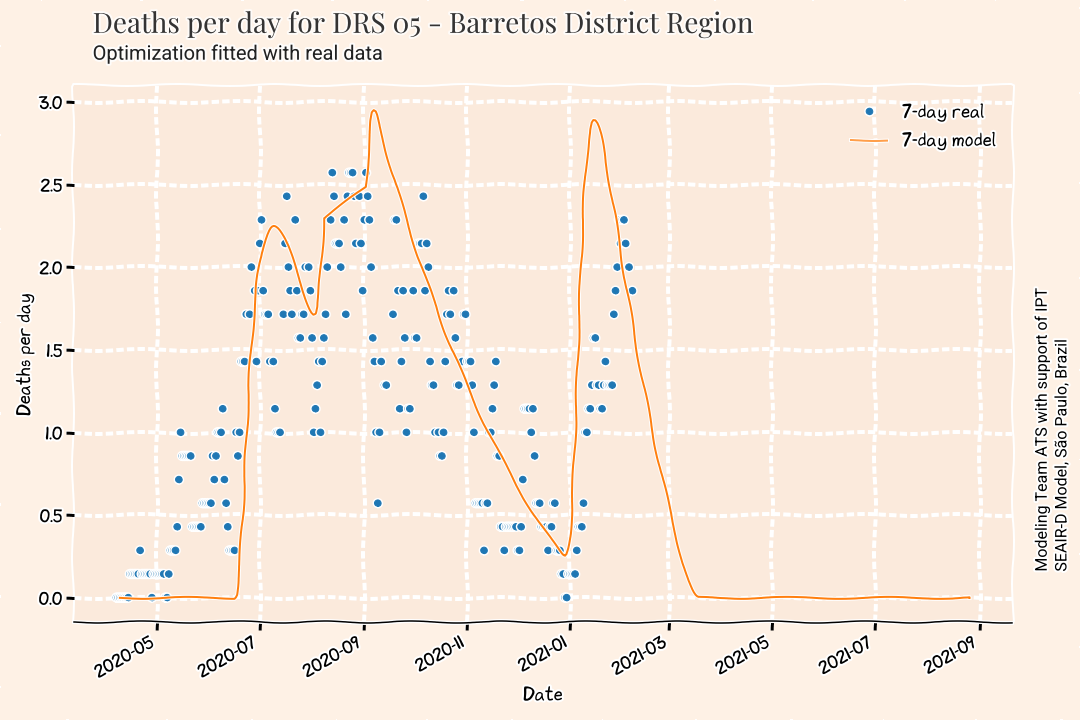 Deaths per day for DRS 05 - Barretos District Region
Optimization fitted with real data
7-day real
7-day model
3.0
2.5
2.0
1.5
1.0
0.5
0.0
Deaths per day
2020-05
2020-07
2020-09
2020-11
2021-01
2021-03
2021-05
2021-07
2021-09
Date
Modeling Team ATS with support of IPT
SEAIR-D Model, São Paulo, Brazil